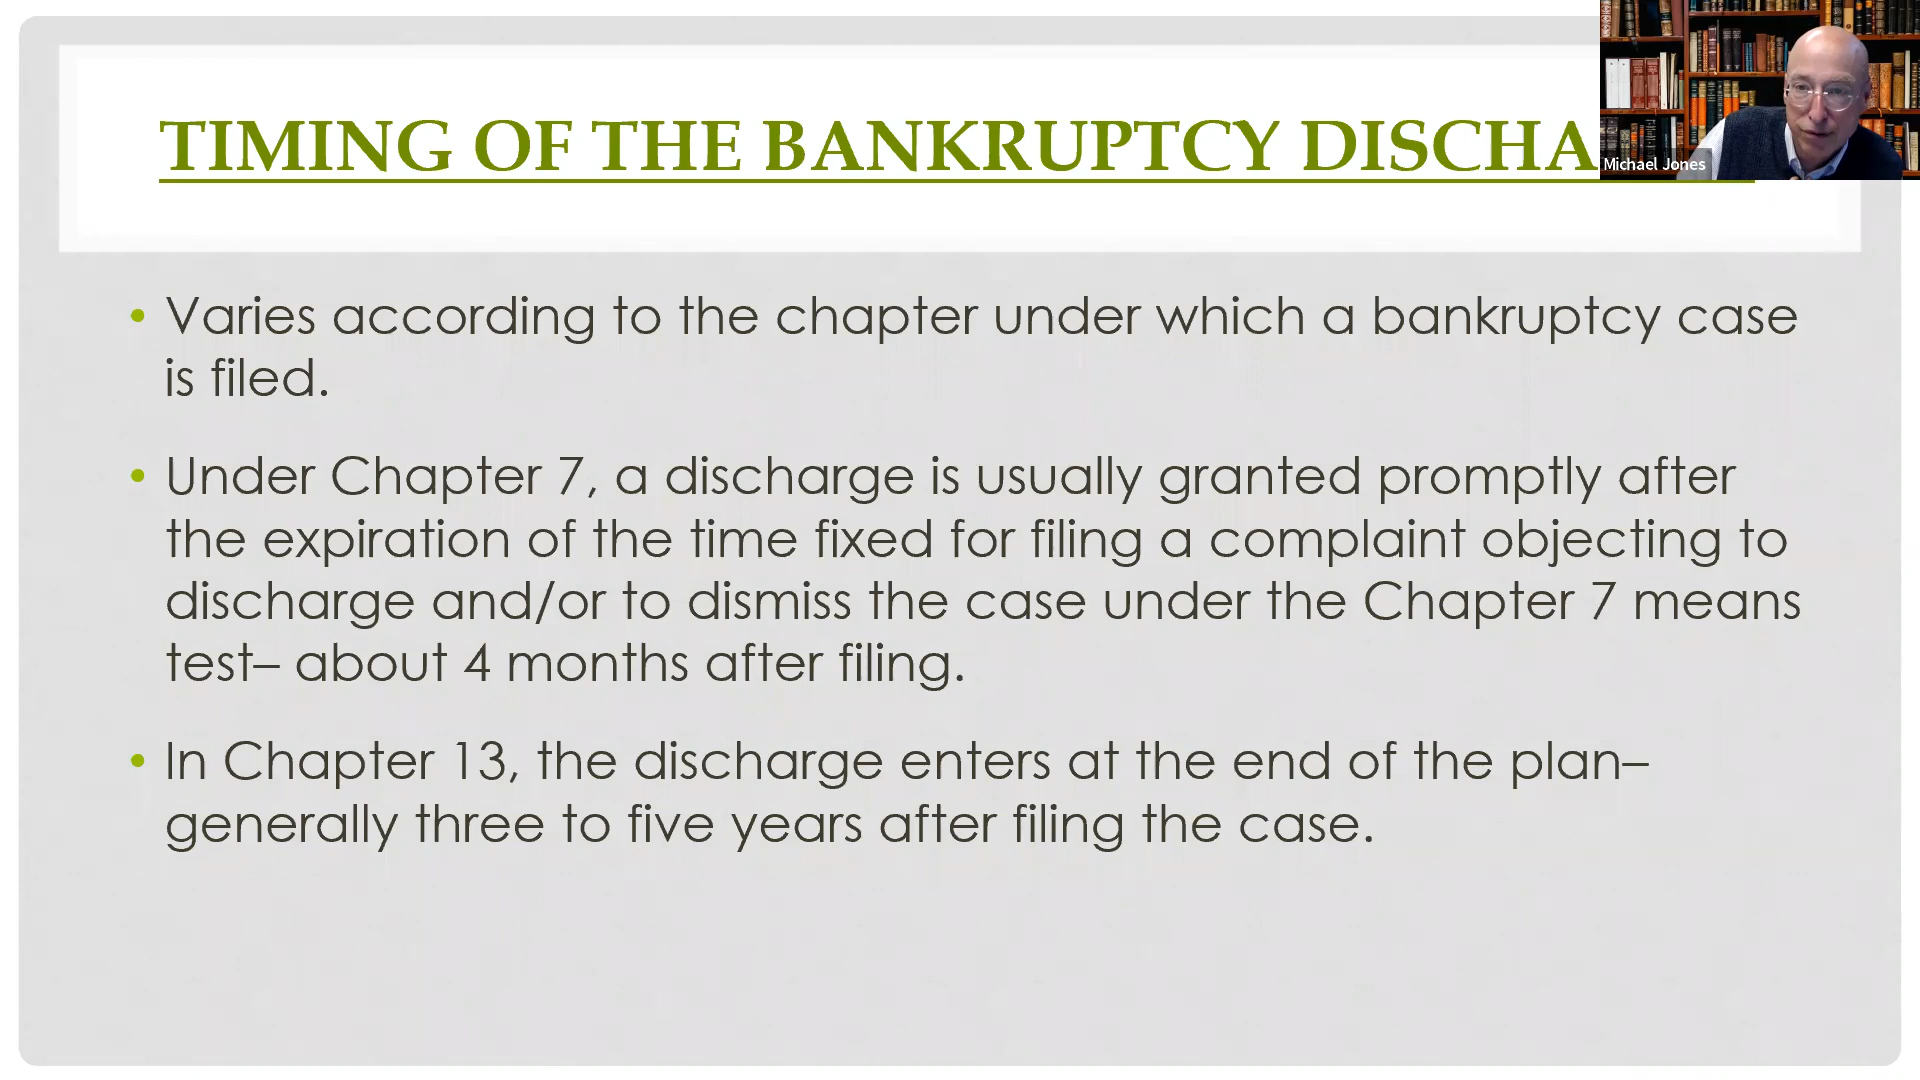 TIMING OF THE BANKRUPTCY DISCHA
Michael Jones
• Varies according to the chapter under which a bankruptcy case
is filed.
• Under Chapter 7, a discharge is usually granted promptly after
the expiration of the time fixed for filing a complaint objecting to
discharge and/or to dismiss the case under the Chapter 7 means
test– about 4 months after filing.
• In Chapter 13, the discharge enters at the end of the plan–
generally three to five years after filing the case.